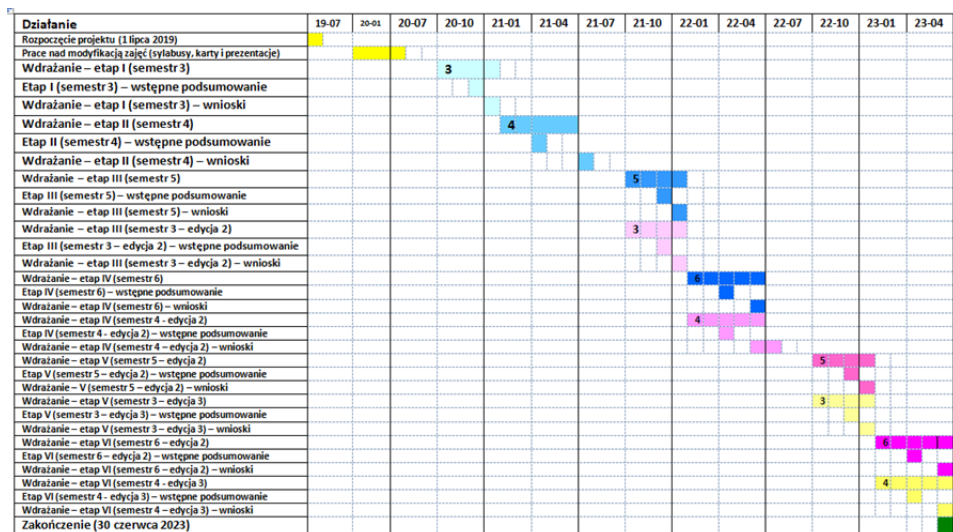 Działanie 19-07 20-01 20-07 20-10 21-01 21-04 21-07 21-10 22-01 22-04 22-07 22-10 23-01 23-04
Rozpoczęcie projektu (1 lipca 2019)
Prace nad modyfikacją zajęć (sylabusy, karty i prezentacje)
Wdrażanie – etap I (semestr 3) 3
Etap I (semestr 3) – wstępne podsumowanie
Wdrażanie – etap I (semestr 3) – wnioski
Wdrażanie – etap II (semestr 4) 4
Etap II (semestr 4) – wstępne podsumowanie
Wdrażanie – etap II (semestr 4) – wnioski
Wdrażanie – etap III (semestr 5) 5
Etap III (semestr 5) – wstępne podsumowanie
Wdrażanie – etap III (semestr 5) – wnioski
Wdrażanie – etap III (semestr 3 – edycja 2) 3
Etap III (semestr 3 – edycja 2) – wstępne podsumowanie
Wdrażanie – etap III (semestr 3 – edycja 2) – wnioski
Wdrażanie – etap IV (semestr 6) 6
Etap IV (semestr 6) – wstępne podsumowanie
Wdrażanie – etap IV (semestr 6) – wnioski
Wdrażanie – etap IV (semestr 4 - edycja 2) 4
Etap IV (semestr 4 - edycja 2) – wstępne podsumowanie
Wdrażanie – etap IV (semestr 4 – edycja 2) – wnioski
Wdrażanie – etap V (semestr 5 – edycja 2) 5
Etap V (semestr 5 – edycja 2) – wstępne podsumowanie
Wdrażanie – V (semestr 5 – edycja 2) – wnioski
Wdrażanie – etap V (semestr 3 – edycja 3) 3
Etap V (semestr 3 – edycja 3) – wstępne podsumowanie
Wdrażanie – etap V (semestr 3 – edycja 3) – wnioski
Wdrażanie – etap VI (semestr 6 – edycja 2) 6
Etap VI (semestr 6 – edycja 2) – wstępne podsumowanie
Wdrażanie – etap VI (semestr 6 – edycja 2) – wnioski
Wdrażanie – etap VI (semestr 4 - edycja 3) 4
Etap VI (semestr 4 - edycja 3) – wstępne podsumowanie
Wdrażanie – etap VI (semestr 4 – edycja 3) – wnioski
Zakończenie (30 czerwca 2023)